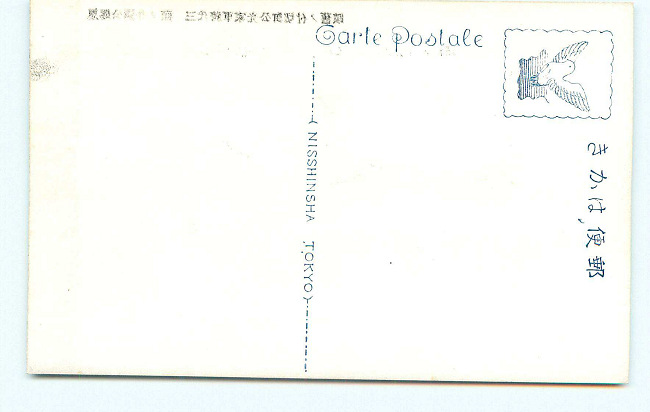 Carte Postale
NISSHINSHA TOKYO
きかは便郵